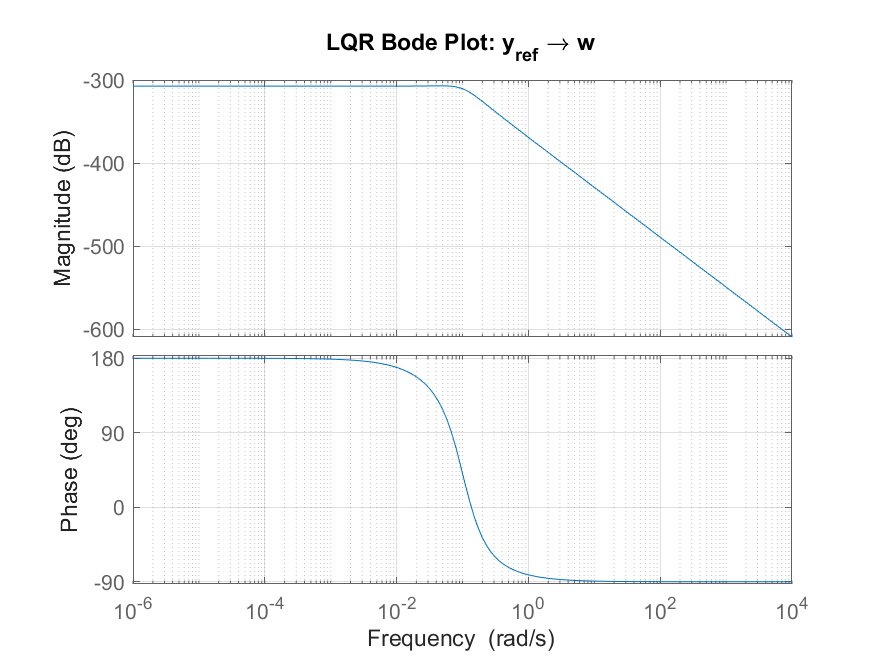 LQR Bode Plot: y_ref → w
-300
-400
-500
-600
Magnitude (dB)
180
90
0
-90
Phase (deg)
10^-6 10^-4 10^-2 10^0 10^2 10^4
Frequency (rad/s)